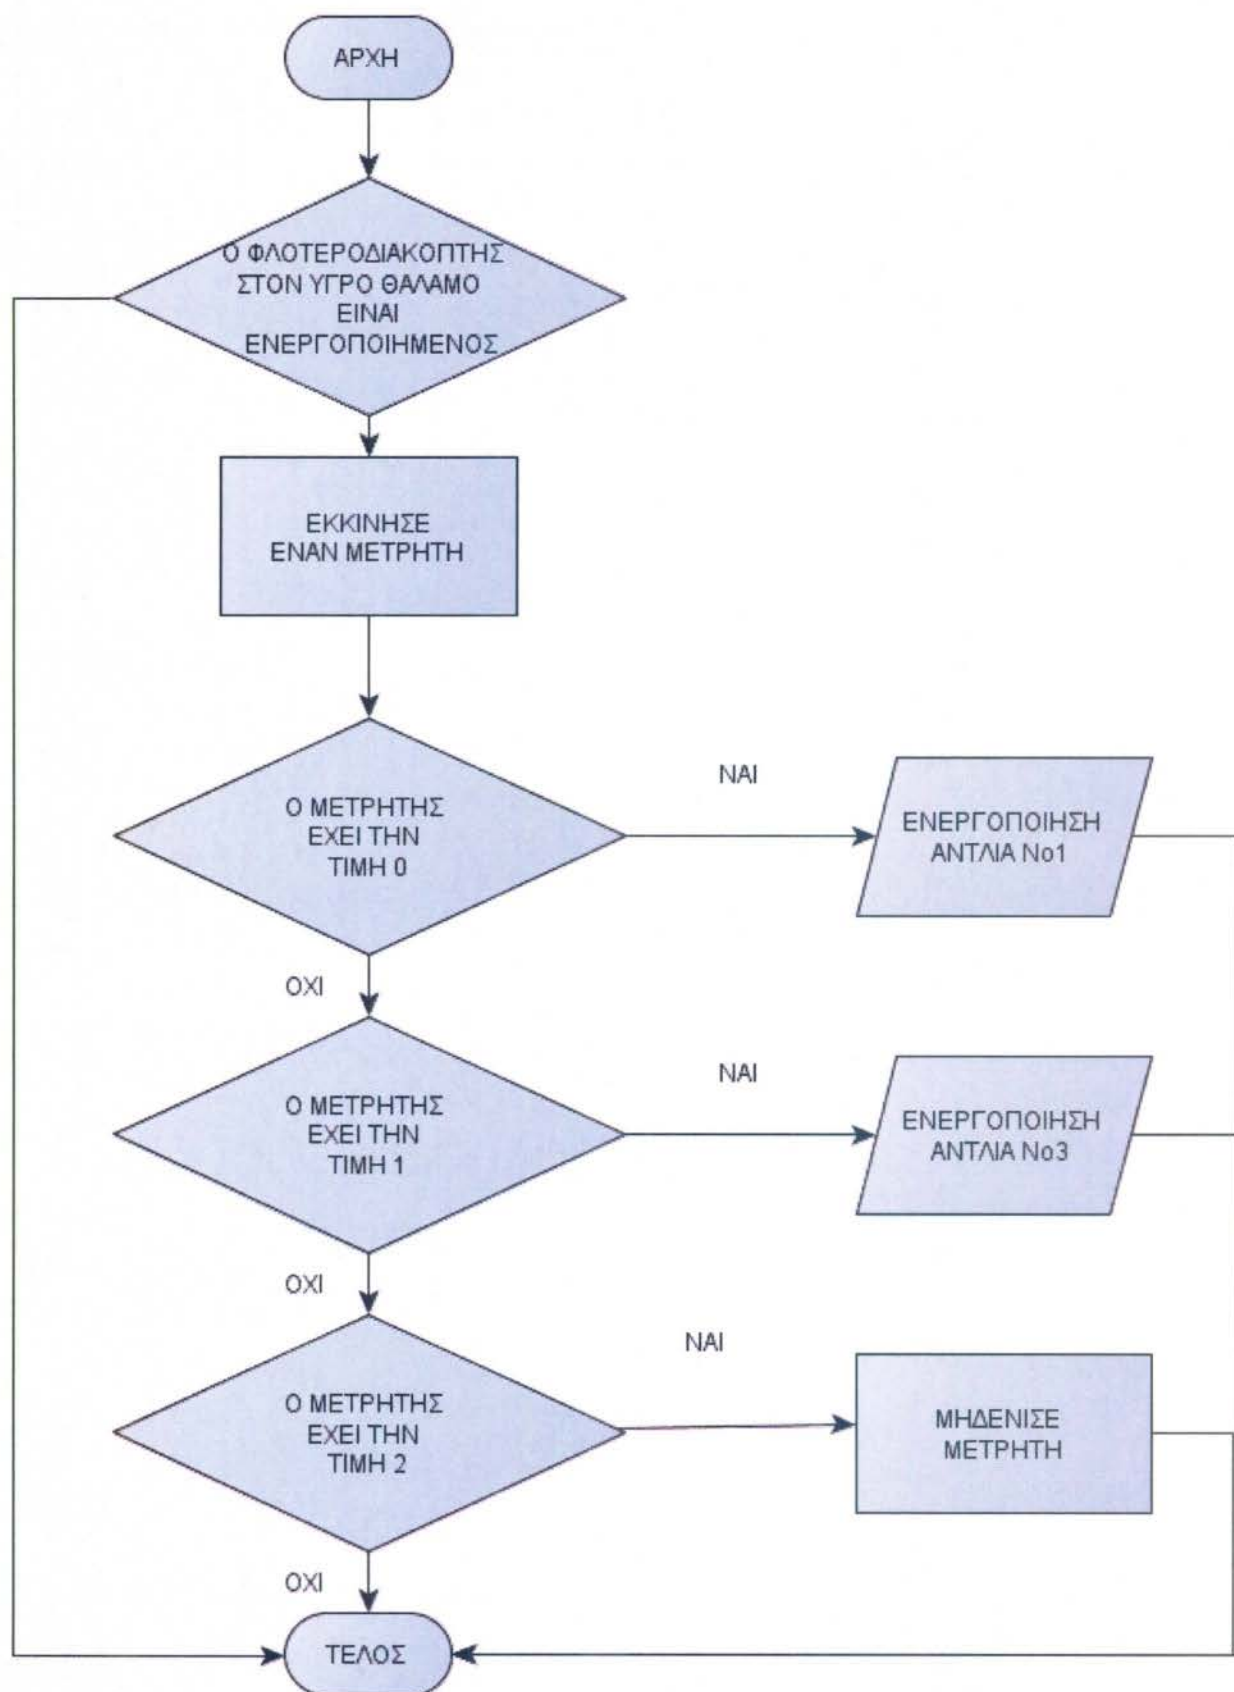 ΑΡΧΗ
Ο ΦΛΟΤΕΡΟΔΙΑΚΟΠΤΗΣ
ΣΤΟΝ ΥΓΡΟ ΘΑΛΑΜΟ
ΕΙΝΑΙ
ΕΝΕΡΓΟΠΟΙΗΜΕΝΟΣ
ΕΚΚΙΝΗΣΕ
ΕΝΑΝ ΜΕΤΡΗΤΗ
Ο ΜΕΤΡΗΤΗΣ
ΕΧΕΙ ΤΗΝ
ΤΙΜΗ 0
ΝΑΙ
ΕΝΕΡΓΟΠΟΙΗΣΗ
ΑΝΤΛΙΑ Νο1
ΟΧΙ
Ο ΜΕΤΡΗΤΗΣ
ΕΧΕΙ ΤΗΝ
ΤΙΜΗ 1
ΝΑΙ
ΕΝΕΡΓΟΠΟΙΗΣΗ
ΑΝΤΛΙΑ Νο3
ΟΧΙ
Ο ΜΕΤΡΗΤΗΣ
ΕΧΕΙ ΤΗΝ
ΤΙΜΗ 2
ΝΑΙ
ΜΗΔΕΝΙΣΕ
ΜΕΤΡΗΤΗ
ΟΧΙ
ΤΕΛΟΣ